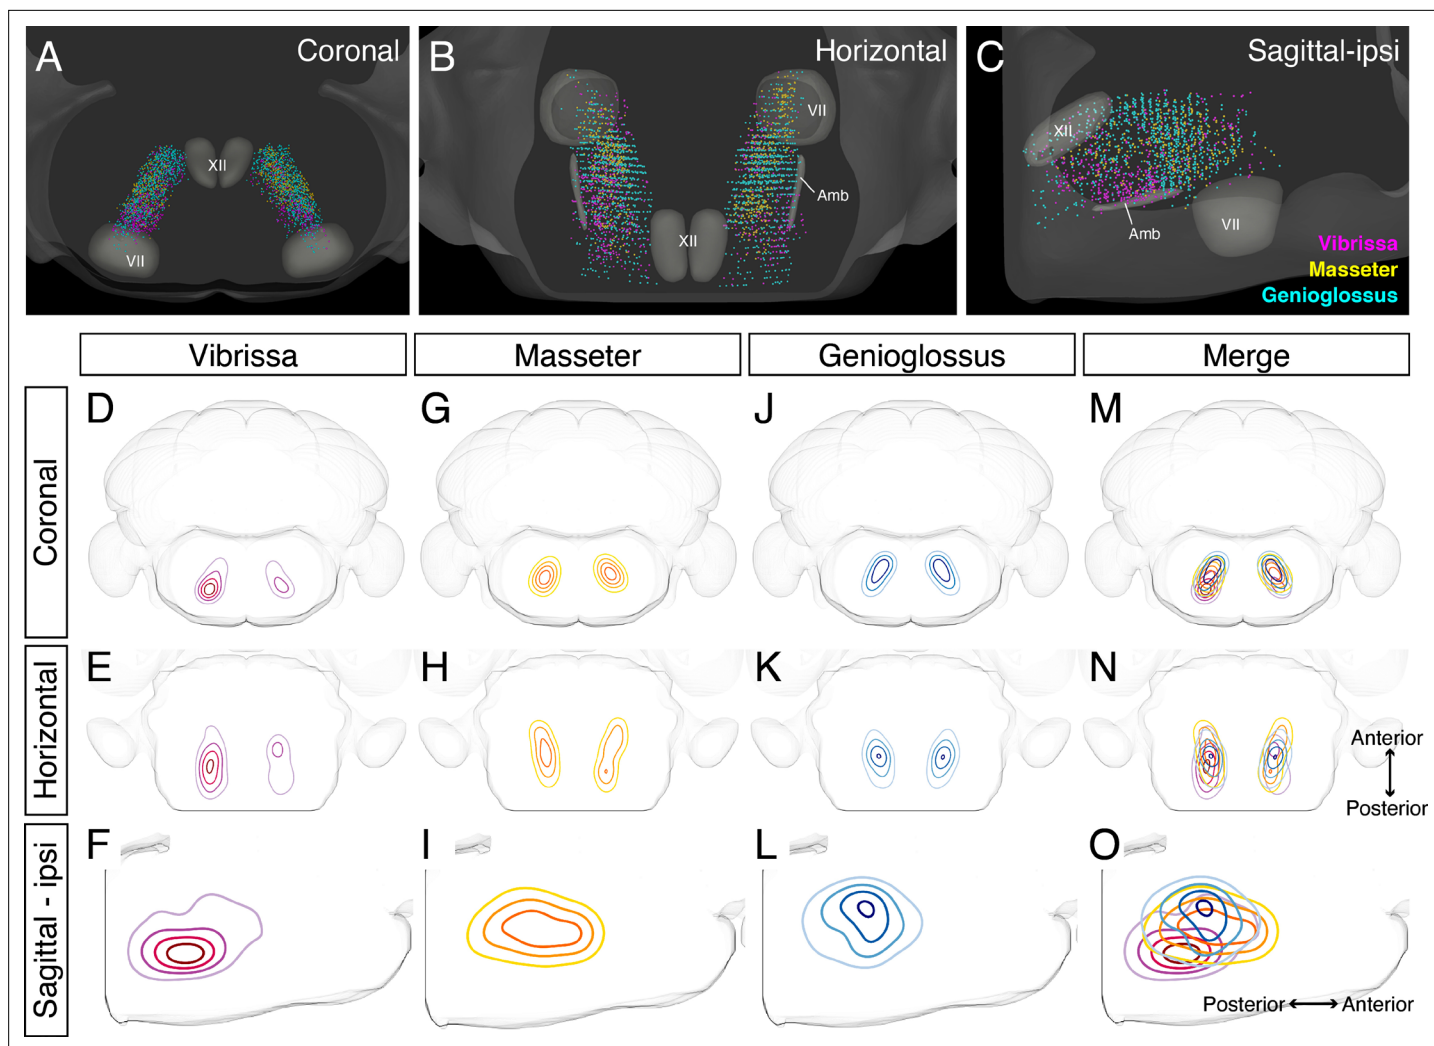 A
Coronal
XII
VII
B
Horizontal
VII
Amb
XII
C
Sagittal-ipsi
XII
Amb
VII
Vibrissa
Masseter
Genioglossus
Vibrissa
Masseter
Genioglossus
Merge
Coronal
D
G
J
M
Horizontal
E
H
K
N
Anterior
Posterior
Sagittal - ipsi
F
I
L
O
Posterior
Anterior